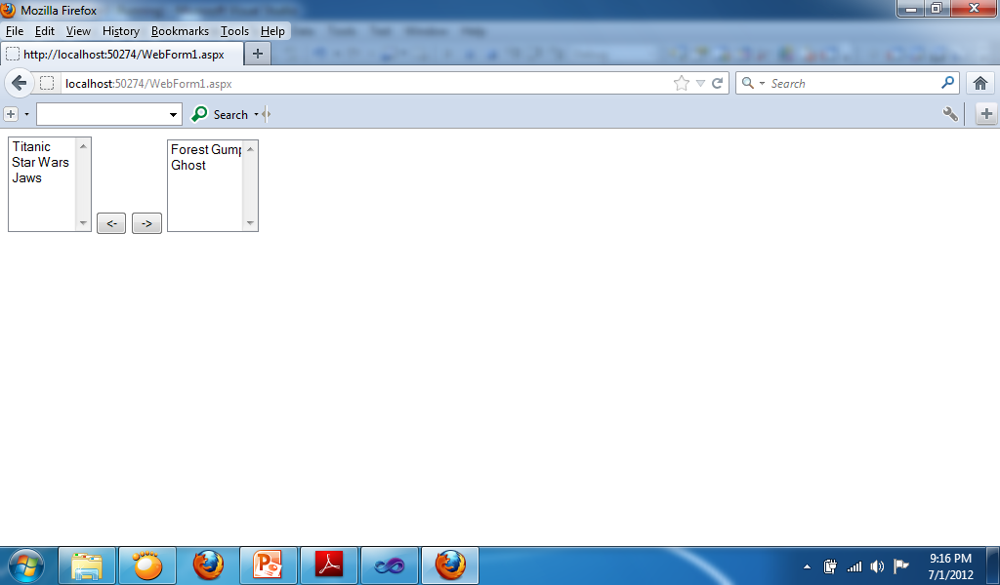 Mozilla Firefox
File Edit View History Bookmarks Tools Help
http://localhost:50274/WebForm1.aspx
localhost:50274/WebForm1.aspx
Search
Search
Titanic
Star Wars
Jaws
<-
->
Forest Gump
Ghost
9:16 PM
7/1/2012